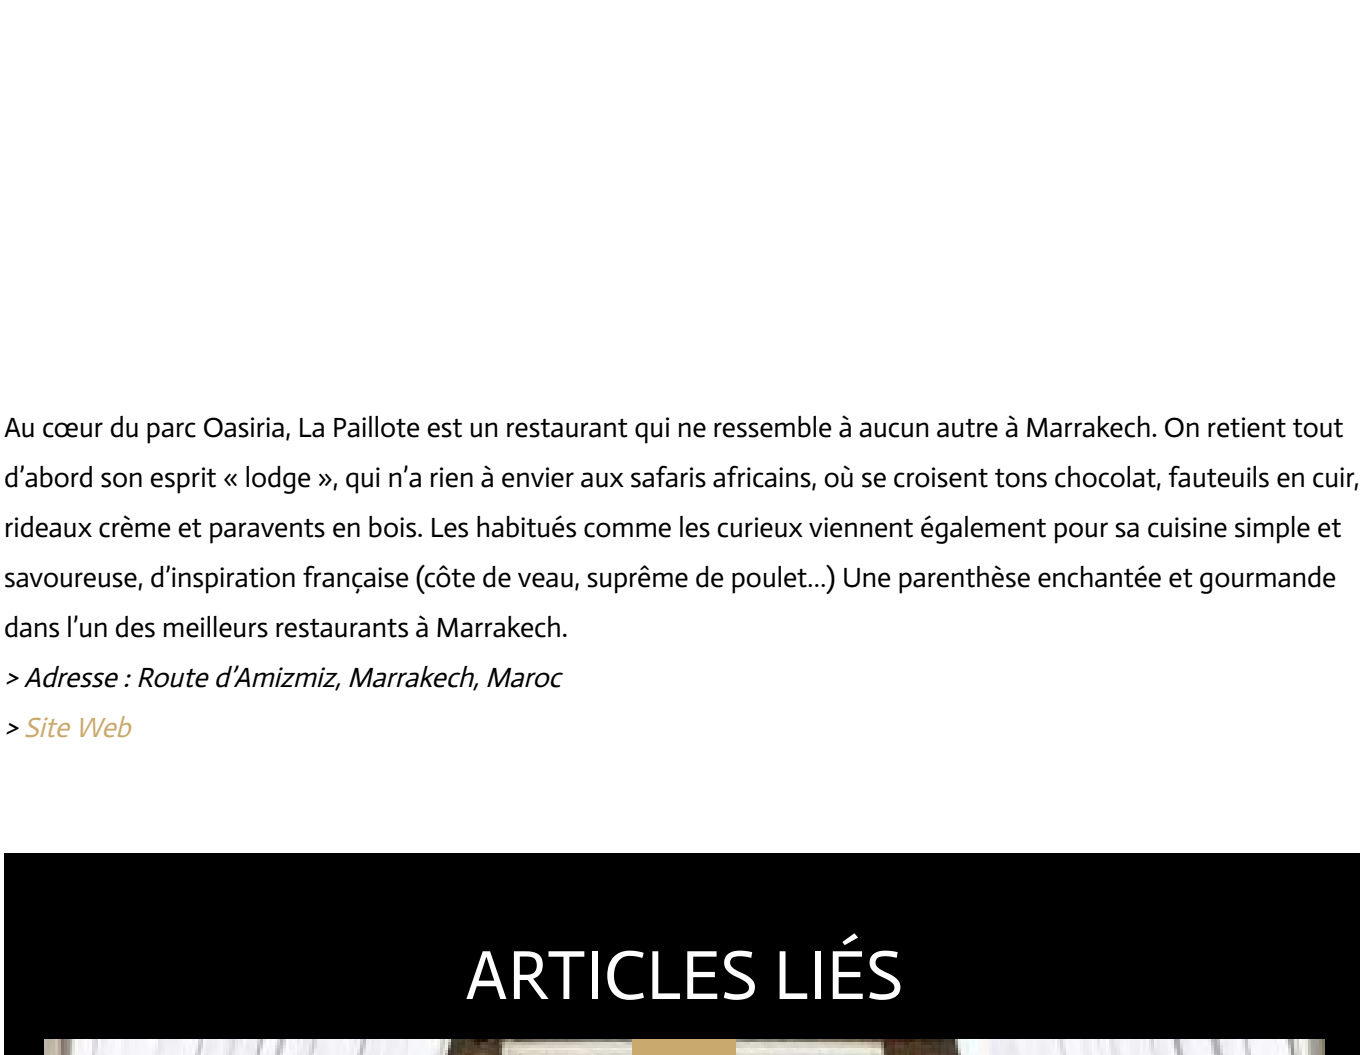 Au cœur du parc Oasiria, La Paillote est un restaurant qui ne ressemble à aucun autre à Marrakech. On retient tout
d’abord son esprit « lodge », qui n’a rien à envier aux safaris africains, où se croisent tons chocolat, fauteuils en cuir,
rideaux crème et paravents en bois. Les habitués comme les curieux viennent également pour sa cuisine simple et
savoureuse, d’inspiration française (côte de veau, suprême de poulet…) Une parenthèse enchantée et gourmande
dans l’un des meilleurs restaurants à Marrakech.
> Adresse : Route d’Amizmiz, Marrakech, Maroc
> Site Web
ARTICLES LIÉS